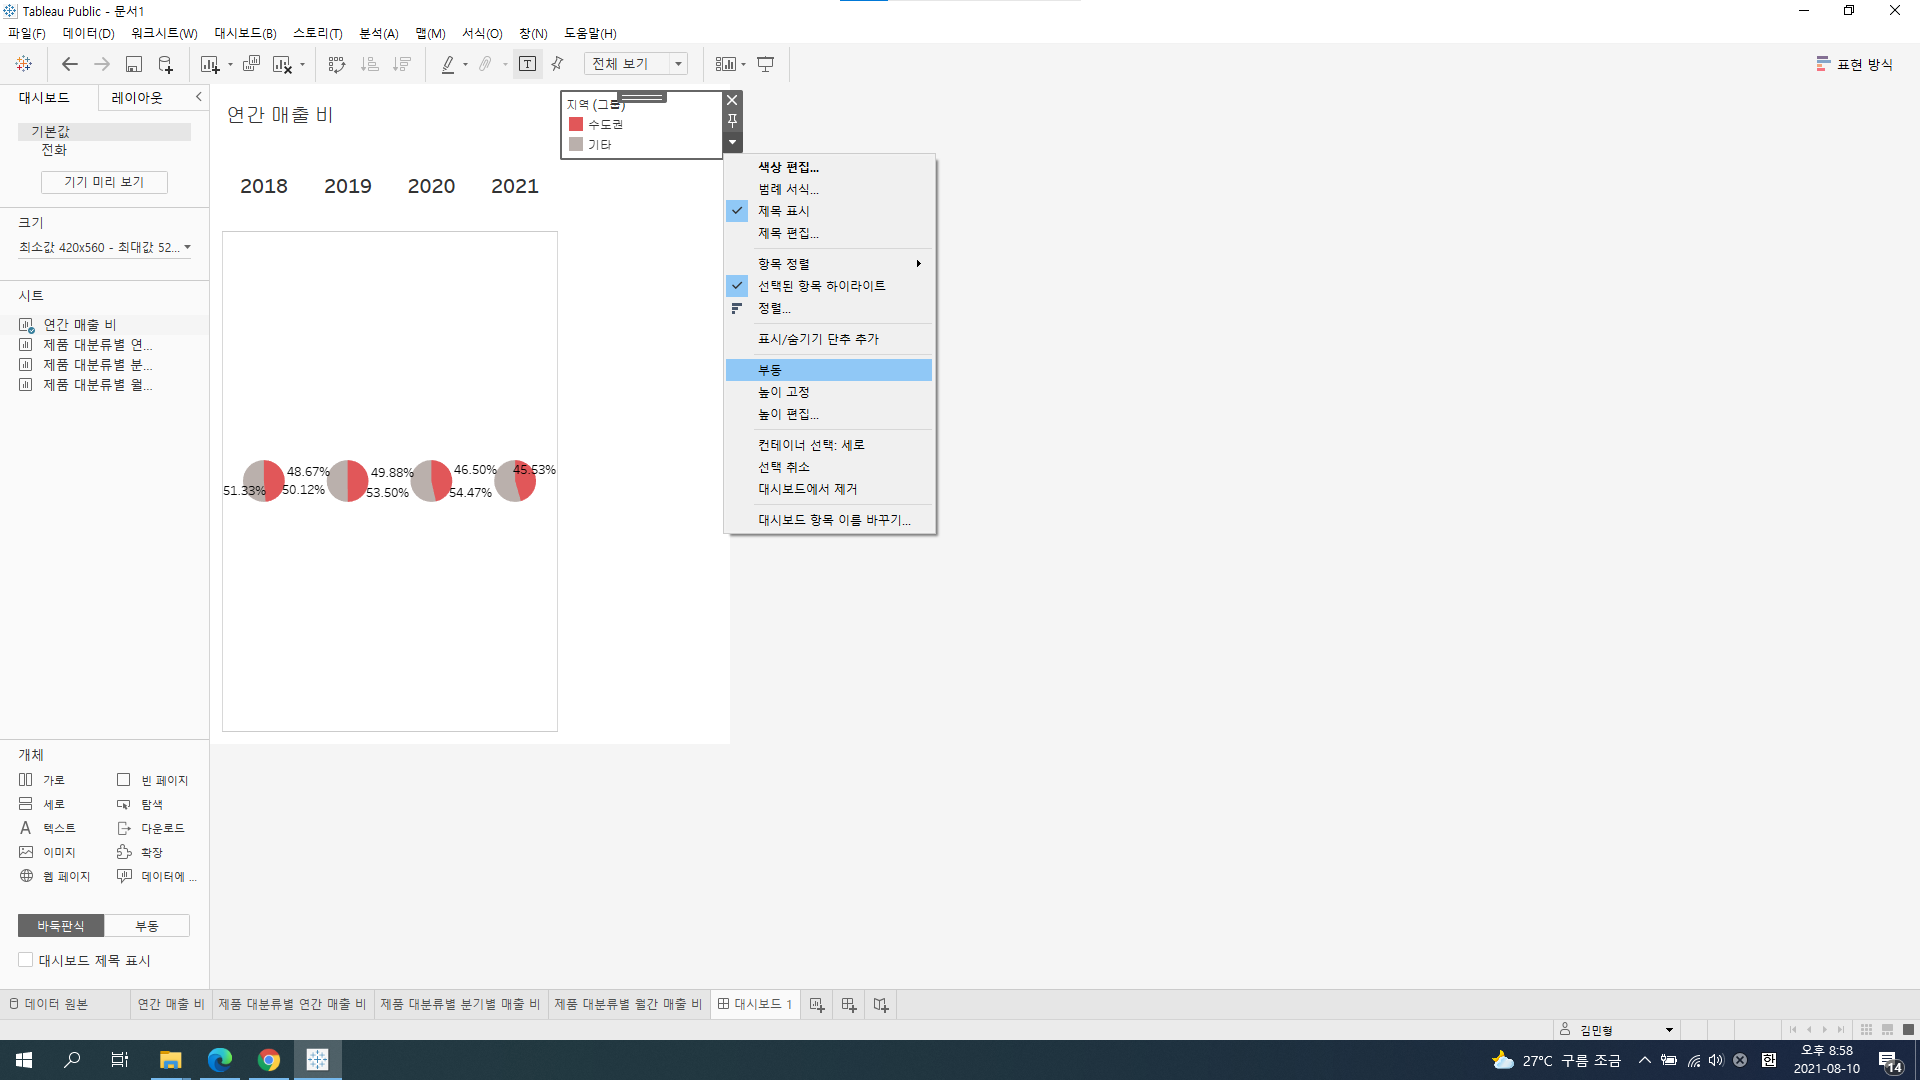 Tableau Public - 문서1
파일(F) 데이터(D) 워크시트(W) 대시보드(B) 스토리(T) 분석(A) 맵(M) 서식(O) 창(N) 도움말(H)
전체 보기
표현 방식
대시보드 레이아웃
기본값
전화
기기 미리 보기
크기
최소값 420x560 - 최대값 52...
시트
연간 매출 비
제품 대분류별 연...
제품 대분류별 분...
제품 대분류별 월...
개체
가로 빈 페이지
세로 탐색
텍스트 다운로드
이미지 확장
웹 페이지 데이터에 ...
바둑판식 부동
대시보드 제목 표시
연간 매출 비
2018 2019 2020 2021
48.67% 49.88% 46.50% 45.53%
51.33% 50.12% 53.50% 54.47%
지역 (그룹)
수도권
기타
색상 편집...
범례 서식...
제목 표시
제목 편집...
항목 정렬
선택된 항목 하이라이트
정렬...
표시/숨기기 단추 추가
부동
높이 고정
높이 편집...
컨테이너 선택: 세로
선택 취소
대시보드에서 제거
대시보드 항목 이름 바꾸기...
데이터 원본 연간 매출 비 제품 대분류별 연간 매출 비 제품 대분류별 분기별 매출 비 제품 대분류별 월간 매출 비 대시보드 1
김민형
27°C 구름 조금
한
오후 8:58
2021-08-10
14